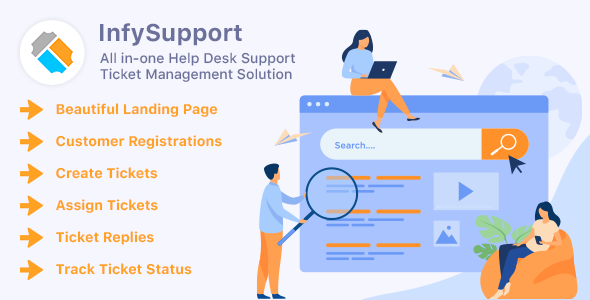 InfySupport
All in-one Help Desk Support
Ticket Management Solution
Beautiful Landing Page
Customer Registrations
Create Tickets
Assign Tickets
Ticket Replies
Track Ticket Status
Search....